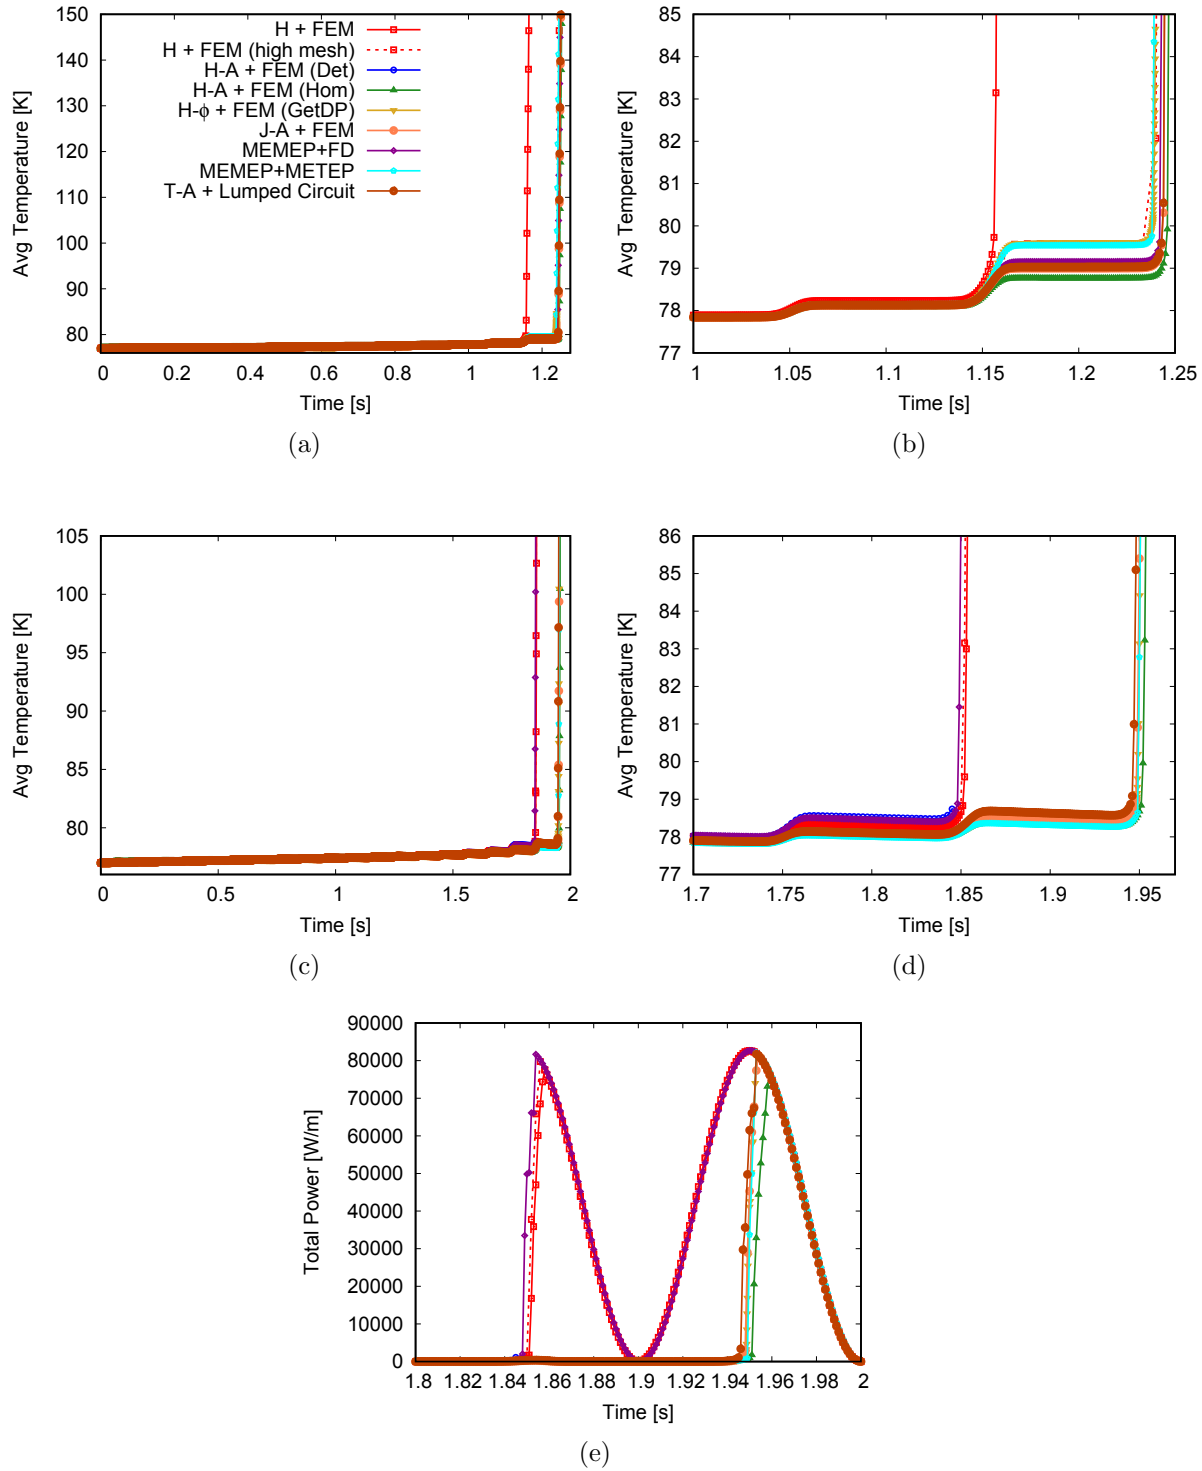 150
140
130
120
110
100
90
80
Avg Temperature [K]
H + FEM
H + FEM (high mesh)
H-A + FEM (Det)
H-A + FEM (Hom)
H-ϕ + FEM (GetDP)
J-A + FEM
MEMEP+FD
MEMEP+METEP
T-A + Lumped Circuit
0 0.2 0.4 0.6 0.8 1 1.2
Time [s]
(a)
85
84
83
82
81
80
79
78
77
Avg Temperature [K]
1 1.05 1.1 1.15 1.2 1.25
Time [s]
(b)
105
100
95
90
85
80
Avg Temperature [K]
0 0.5 1 1.5 2
Time [s]
(c)
86
85
84
83
82
81
80
79
78
77
Avg Temperature [K]
1.7 1.75 1.8 1.85 1.9 1.95
Time [s]
(d)
90000
80000
70000
60000
50000
40000
30000
20000
10000
0
Total Power [W/m]
1.8 1.82 1.84 1.86 1.88 1.9 1.92 1.94 1.96 1.98 2
Time [s]
(e)